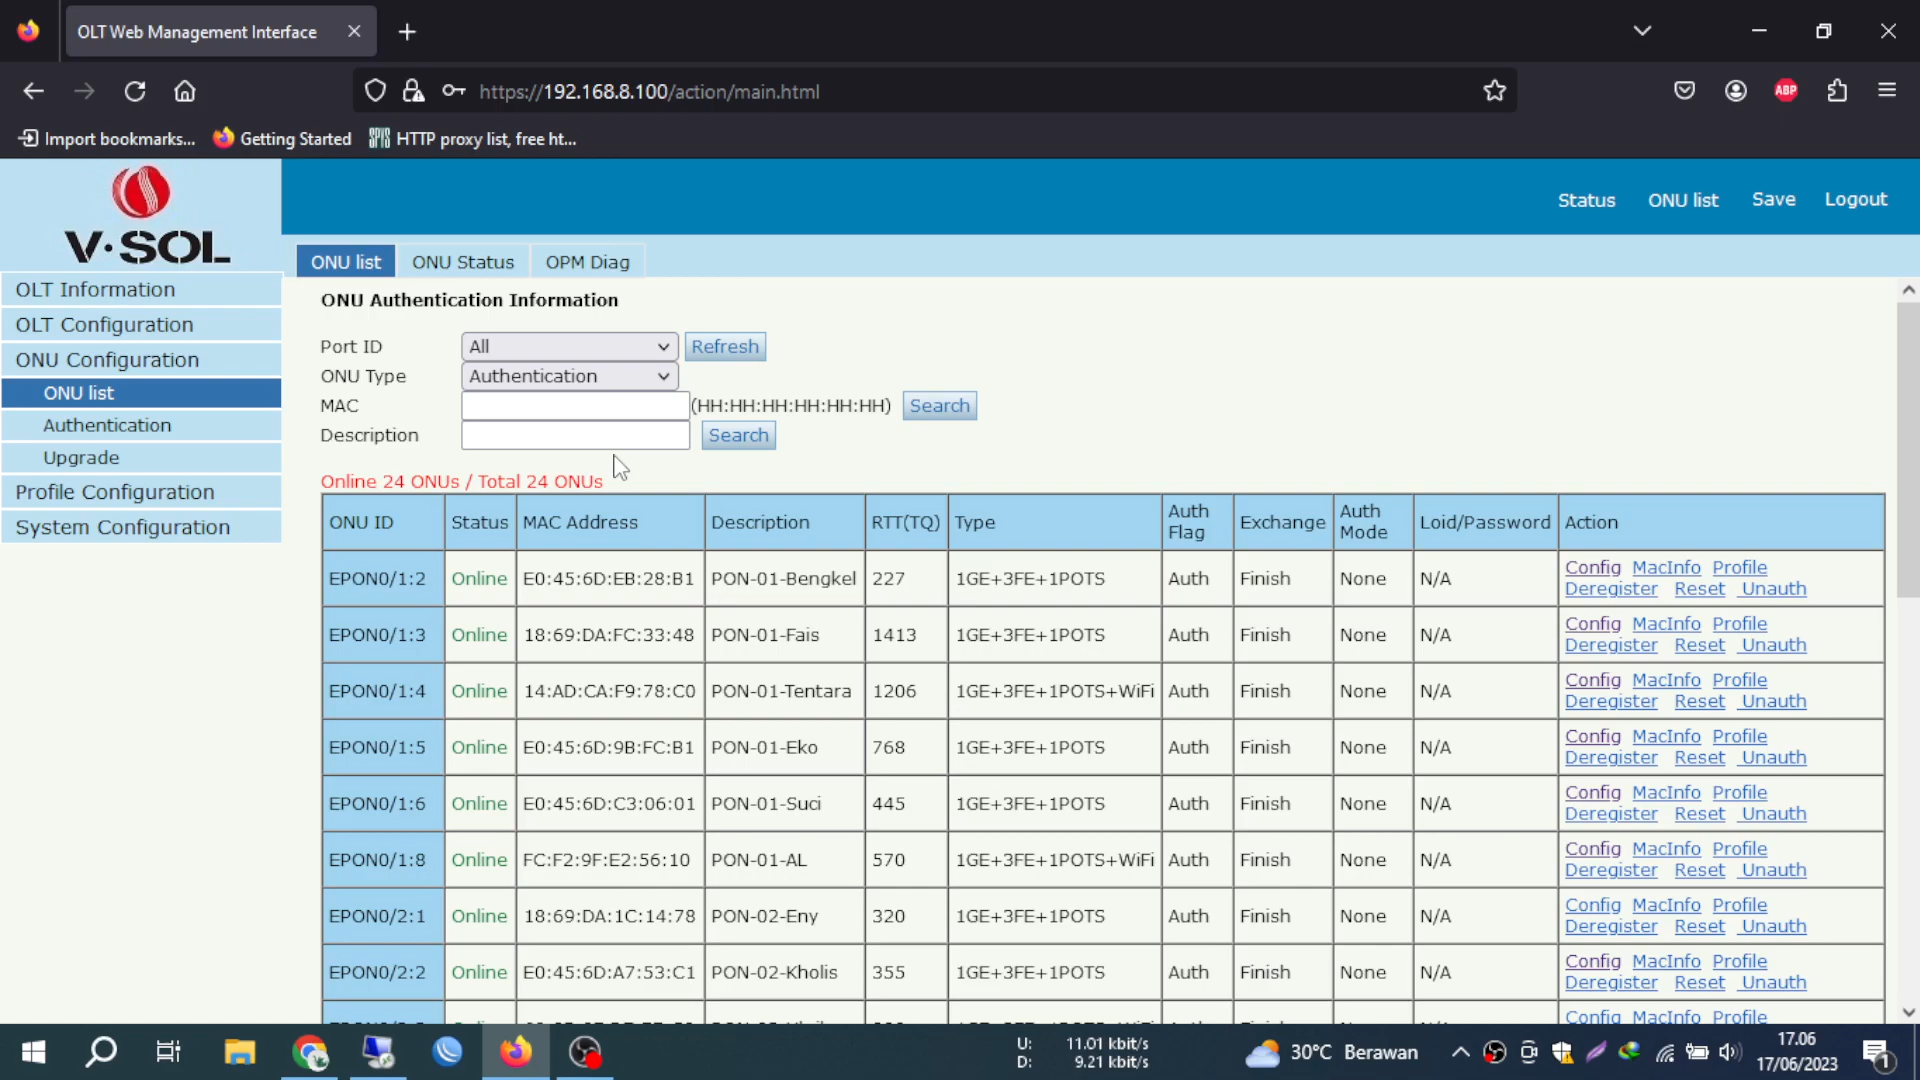 OLT Web Management Interface
https://192.168.8.100/action/main.html
ABP
Import bookmarks...
Getting Started
HTTP proxy list, free ht...
V·SOL
Status
ONU list
Save
Logout
ONU list
ONU Status
OPM Diag
OLT Information
OLT Configuration
ONU Configuration
ONU list
Authentication
Upgrade
Profile Configuration
System Configuration
ONU Authentication Information
Port ID All Refresh
ONU Type Authentication
MAC (HH:HH:HH:HH:HH:HH) Search
Description Search
Online 24 ONUs / Total 24 ONUs
ONU ID Status MAC Address Description RTT(TQ) Type Auth Flag Exchange Auth Mode Loid/Password Action
EPON0/1:2 Online E0:45:6D:EB:28:B1 PON-01-Bengkel 227 1GE+3FE+1POTS Auth Finish None N/A Config MacInfo Profile
Deregister Reset Unauth
EPON0/1:3 Online 18:69:DA:FC:33:48 PON-01-Fais 1413 1GE+3FE+1POTS Auth Finish None N/A Config MacInfo Profile
Deregister Reset Unauth
EPON0/1:4 Online 14:AD:CA:F9:78:C0 PON-01-Tentara 1206 1GE+3FE+1POTS+WiFi Auth Finish None N/A Config MacInfo Profile
Deregister Reset Unauth
EPON0/1:5 Online E0:45:6D:9B:FC:B1 PON-01-Eko 768 1GE+3FE+1POTS Auth Finish None N/A Config MacInfo Profile
Deregister Reset Unauth
EPON0/1:6 Online E0:45:6D:C3:06:01 PON-01-Suci 445 1GE+3FE+1POTS Auth Finish None N/A Config MacInfo Profile
Deregister Reset Unauth
EPON0/1:8 Online FC:F2:9F:E2:56:10 PON-01-AL 570 1GE+3FE+1POTS+WiFi Auth Finish None N/A Config MacInfo Profile
Deregister Reset Unauth
EPON0/2:1 Online 18:69:DA:1C:14:78 PON-02-Eny 320 1GE+3FE+1POTS Auth Finish None N/A Config MacInfo Profile
Deregister Reset Unauth
EPON0/2:2 Online E0:45:6D:A7:53:C1 PON-02-Kholis 355 1GE+3FE+1POTS Auth Finish None N/A Config MacInfo Profile
Deregister Reset Unauth
Config MacInfo Profile
U: 11.01 kbit/s
D: 9.21 kbit/s
30°C Berawan
17.06
17/06/2023
1